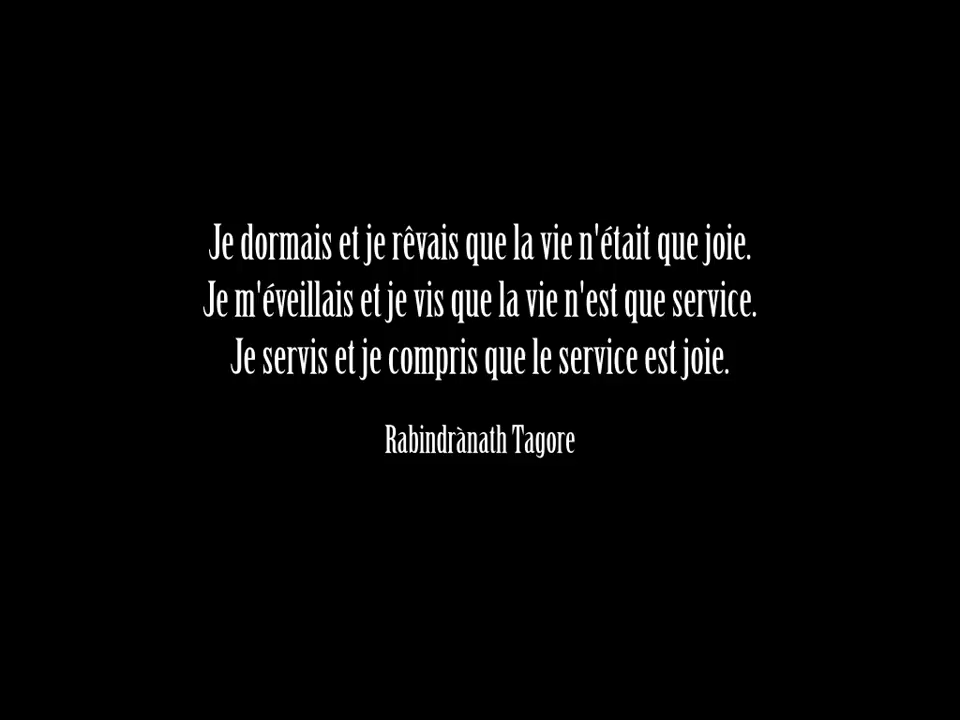 Je dormais et je rêvais que la vie n'était que joie.
Je m'éveillais et je vis que la vie n'est que service.
Je servis et je compris que le service est joie.
Rabindrànath Tagore